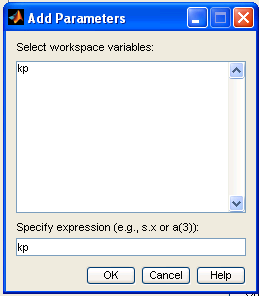 Add Parameters
Select workspace variables:
kp
Specify expression (e.g., s.x or a(3)):
kp
OK Cancel Help